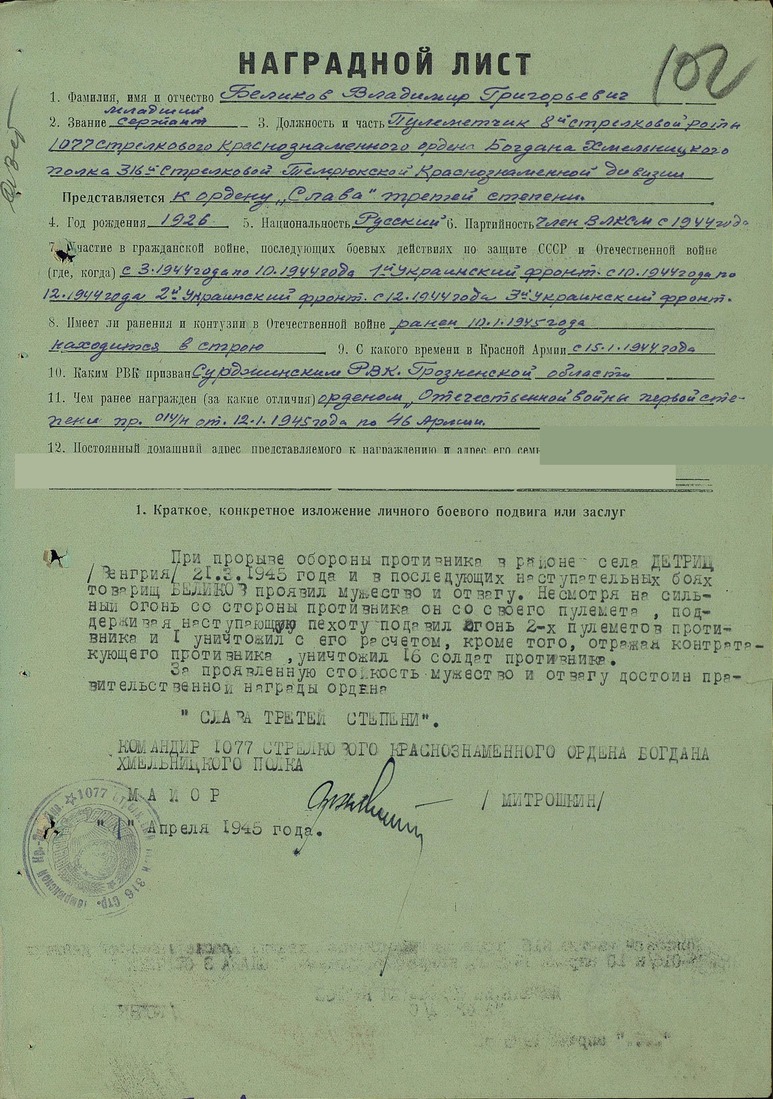 102
НАГРАДНОЙ ЛИСТ
1. Фамилия, имя и отчество Беликов Владимир Григорьевич
младший
2. Звание сержант 3. Должность и часть Пулеметчик 8й стрелковой роты
1077 стрелкового Краснознаменного ордена Богдана Хмельницкого
полка 316й Стрелковой Темрюкской Краснознаменной дивизии
Представляется к ордену „Слава" третей степени.
4. Год рождения 1926 5. Национальность Русский 6. Партийность Член ВЛКСМ с 1944 года
7. Участие в гражданской войне, последующих боевых действиях по защите СССР и Отечественной войне
(где, когда) с 3.1944 года по 10.1944 года 1й Украинский фронт. с 10.1944 года по
12.1944 года 2й Украинский фронт. с 12.1944 года 3й Украинский фронт.
8. Имеет ли ранения и контузии в Отечественной войне ранен 10.1.1945 года
находится в строю 9. С какого времени в Красной Армии с 15.1.1944 года
10. Каким РВК призван РВК. Грозненской области
11. Чем ранее награжден (за какие отличия) орденом „Отечественной войны первой сте-
пени пр. 014/н от. 12.1.1945 года по 46 Армии.
12. Постоянный домашний адрес представляемого к награждению и адрес его
1. Краткое, конкретное изложение личного боевого подвига или заслуг
При прорыве обороны противника в районе села ДЕТРИЦ
/Венгрия/ 21.3.1945 года и в последующих наступательных боях
товарищ БЕЛИКОВ проявил мужество и отвагу. Несмотря на силь-
ный огонь со стороны противника он со своего пулемета , под-
держивая наступающую пехоту подавил огонь 2-х пулеметов проти-
вника и I уничтожил с его расчетом, кроме того, отражая контрата-
кующего противника ,уничтожил 16 солдат противника.
За проявленную стойкость мужество и отвагу достоин пра-
вительственной награды ордена
" СЛАВА ТРЕТЕЙ СТЕПЕНИ".
КОМАНДИР 1077 СТРЕЛКОВОГО КРАСНОЗНАМЕННОГО ОРДЕНА БОГДАНА
ХМЕЛЬНИЦКОГО ПОЛКА
МАЙОР / МИТРОШКИН/
Апреля 1945 года.
1077 316 Стр.